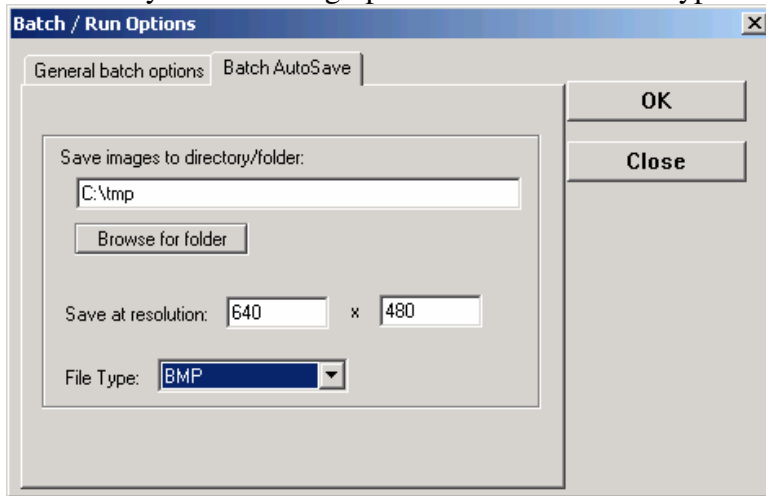 Batch / Run Options
General batch options Batch AutoSave
OK
Close
Save images to directory/folder:
C:\tmp
Browse for folder
Save at resolution: 640 x 480
File Type: BMP